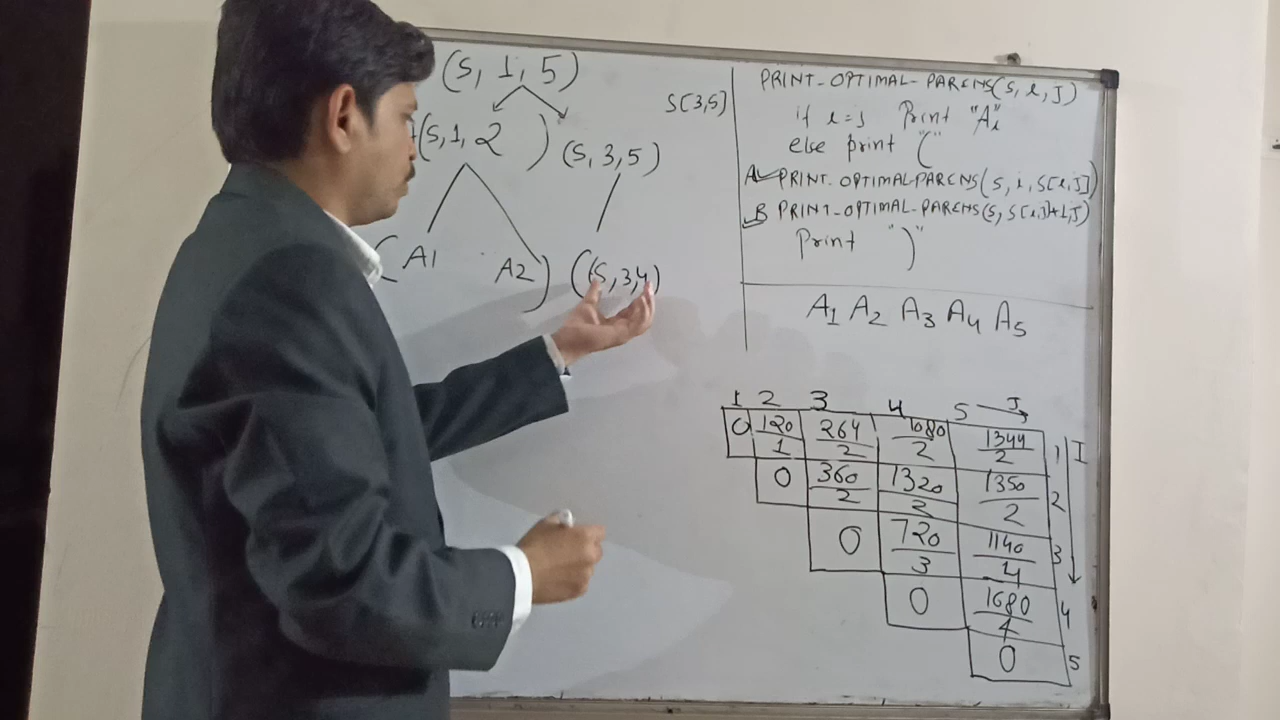 (S, 1, 5)
(S, 1, 2 )
(S, 3, 5)
( A1
A2 )
((S, 3,4)
S[3,5]
PRINT-OPTIMAL-PARENS(S, i, J)
if i=j Print "Ai
else print "("
A PRINT-OPTIMALPARENS(S, i, S[i,J])
B PRINT-OPTIMAL-PARENS(S, S[i,j]+1,J)
Print ")"
A1 A2 A3 A4 A5
1 2 3 4 5 J
0 120/1 264/2 1080/2 1344/2 1 I
0 360/2 1320/2 1350/2 2
0 720/3 1140/4 3
0 1680/4 4
0 5